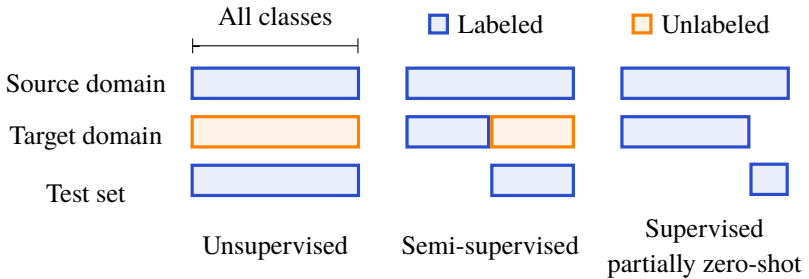 All classes
Labeled
Unlabeled
Source domain
Target domain
Test set
Unsupervised
Semi-supervised
Supervised
partially zero-shot